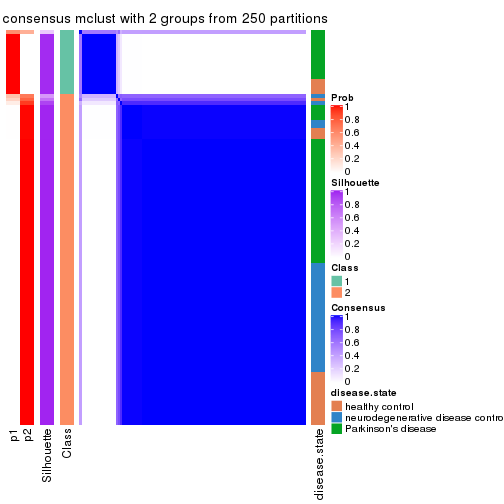 consensus mclust with 2 groups from 250 partitions
Prob
1
0.8
0.6
0.4
0.2
0
Silhouette
1
0.8
0.6
0.4
0.2
0
Class
1
2
Consensus
1
0.8
0.6
0.4
0.2
0
disease.state
healthy control
neurodegenerative disease contro
Parkinson's disease
p1
p2
Silhouette
Class
disease.state